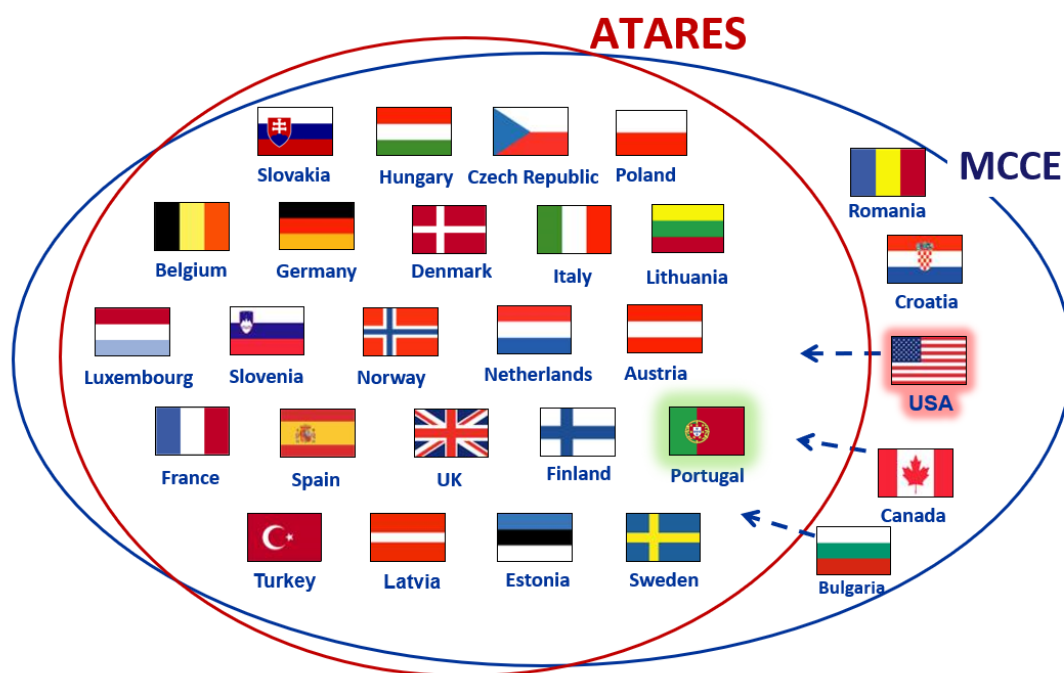 ATARES
MCCE
Slovakia
Hungary
Czech Republic
Poland
Romania
Belgium
Germany
Denmark
Italy
Lithuania
Croatia
Luxembourg
Slovenia
Norway
Netherlands
Austria
USA
France
Spain
UK
Finland
Portugal
Canada
Turkey
Latvia
Estonia
Sweden
Bulgaria